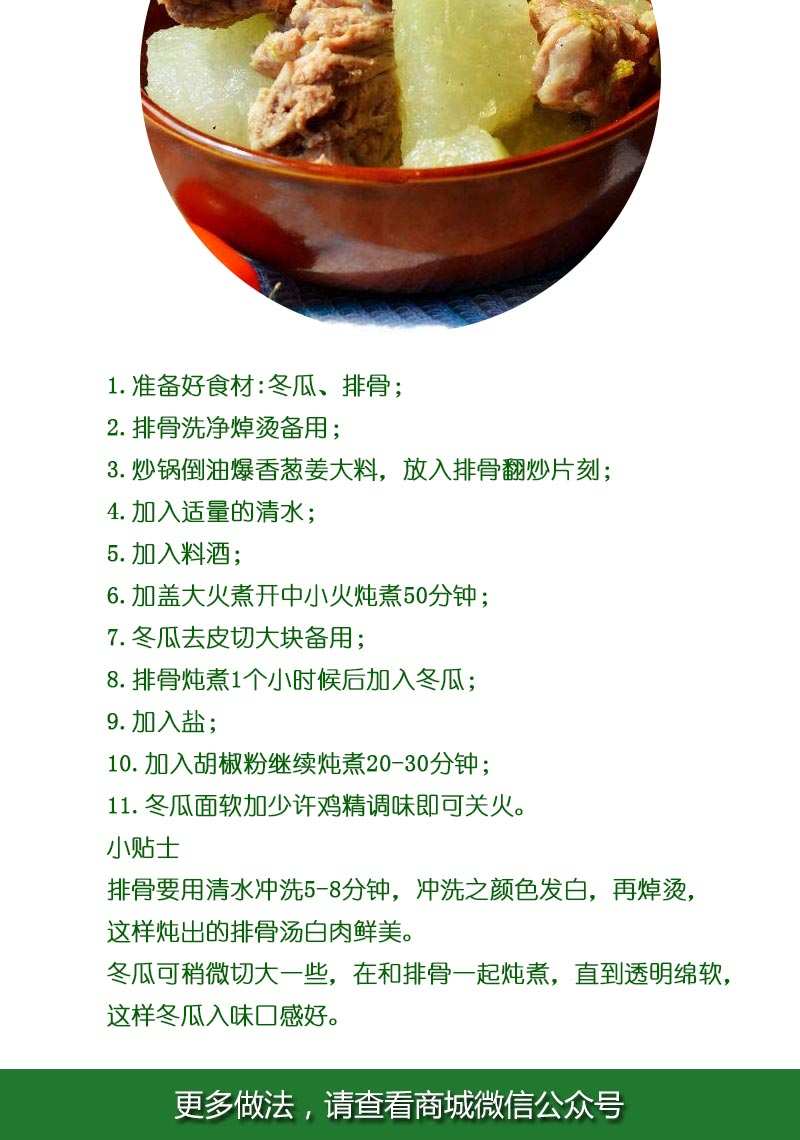 1.准备好食材:冬瓜、排骨;
2.排骨洗净焯烫备用;
3.炒锅倒油爆香葱姜大料，放入排骨翻炒片刻;
4.加入适量的清水;
5.加入料酒;
6.加盖大火煮开中小火炖煮50分钟;
7.冬瓜去皮切大块备用;
8.排骨炖煮1个小时候后加入冬瓜;
9.加入盐;
10.加入胡椒粉继续炖煮20-30分钟;
11.冬瓜面软加少许鸡精调味即可关火。
小贴士
排骨要用清水冲洗5-8分钟，冲洗之颜色发白，再焯烫，
这样炖出的排骨汤白肉鲜美。
冬瓜可稍微切大一些，在和排骨一起炖煮，直到透明绵软，
这样冬瓜入味口感好。
更多做法，请查看商城微信公众号